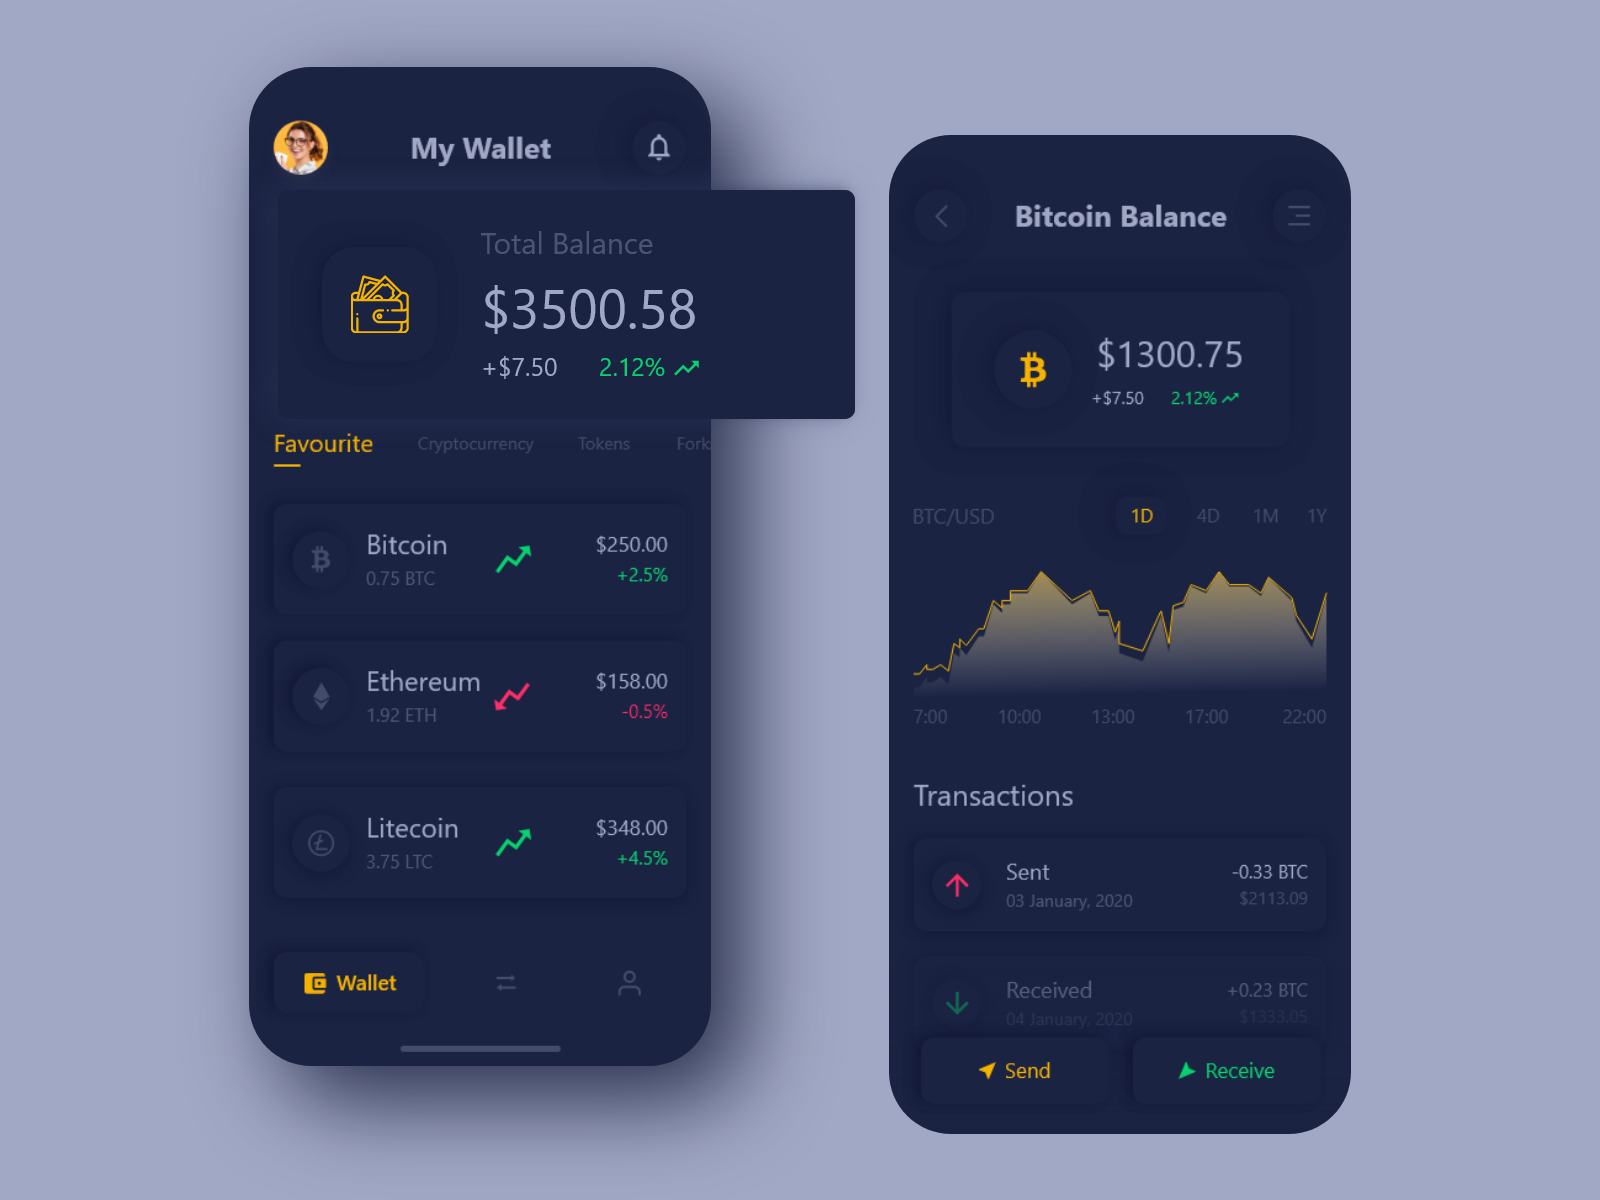 My Wallet
Total Balance
$3500.58
+$7.50 2.12%
Favourite Cryptocurrency Tokens Fork
Bitcoin $250.00
0.75 BTC +2.5%
Ethereum $158.00
1.92 ETH -0.5%
Litecoin $348.00
3.75 LTC +4.5%
Wallet
Bitcoin Balance
$1300.75
+$7.50 2.12%
BTC/USD 1D 4D 1M 1Y
7:00 10:00 13:00 17:00 22:00
Transactions
Sent -0.33 BTC
03 January, 2020 $2113.09
Received +0.23 BTC
04 January, 2020 $1333.05
Send Receive